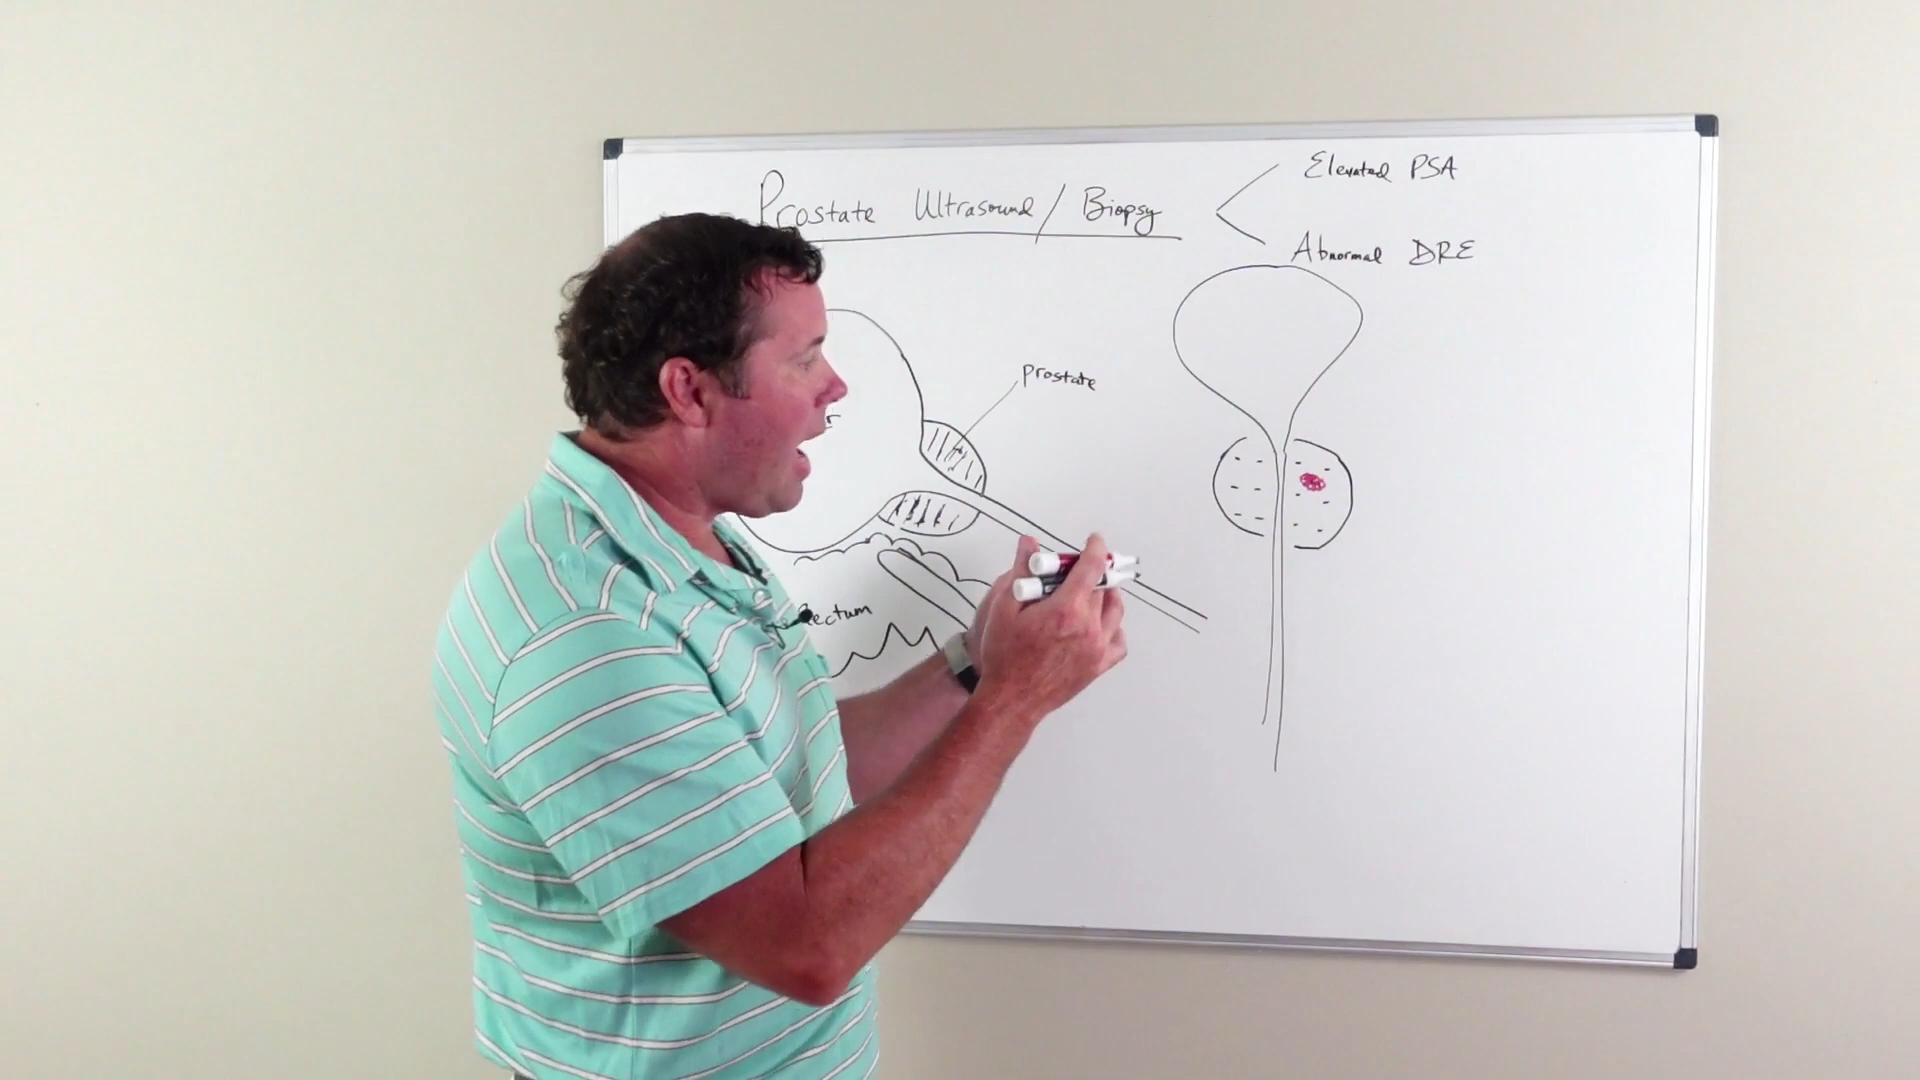 Prostate Ultrasound / Biopsy
Elevated PSA
Abnormal DRE
prostate
Rectum